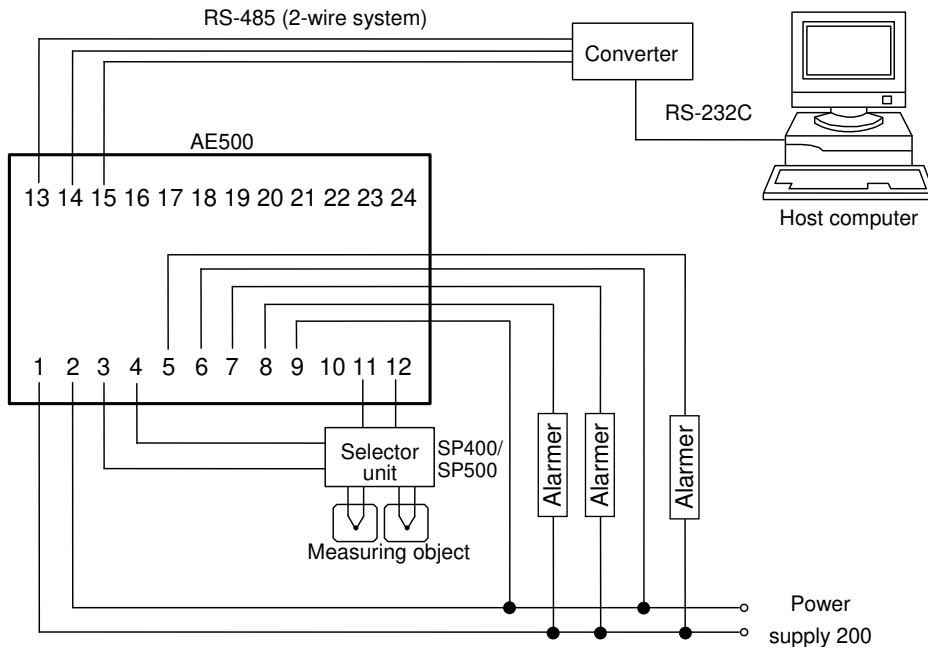 RS-485 (2-wire system)
Converter
RS-232C
AE500
13 14 15 16 17 18 19 20 21 22 23 24
Host computer
1 2 3 4 5 6 7 8 9 10 11 12
Selector
unit
SP400/
SP500
Alarmer
Alarmer
Alarmer
Measuring object
Power
supply 200